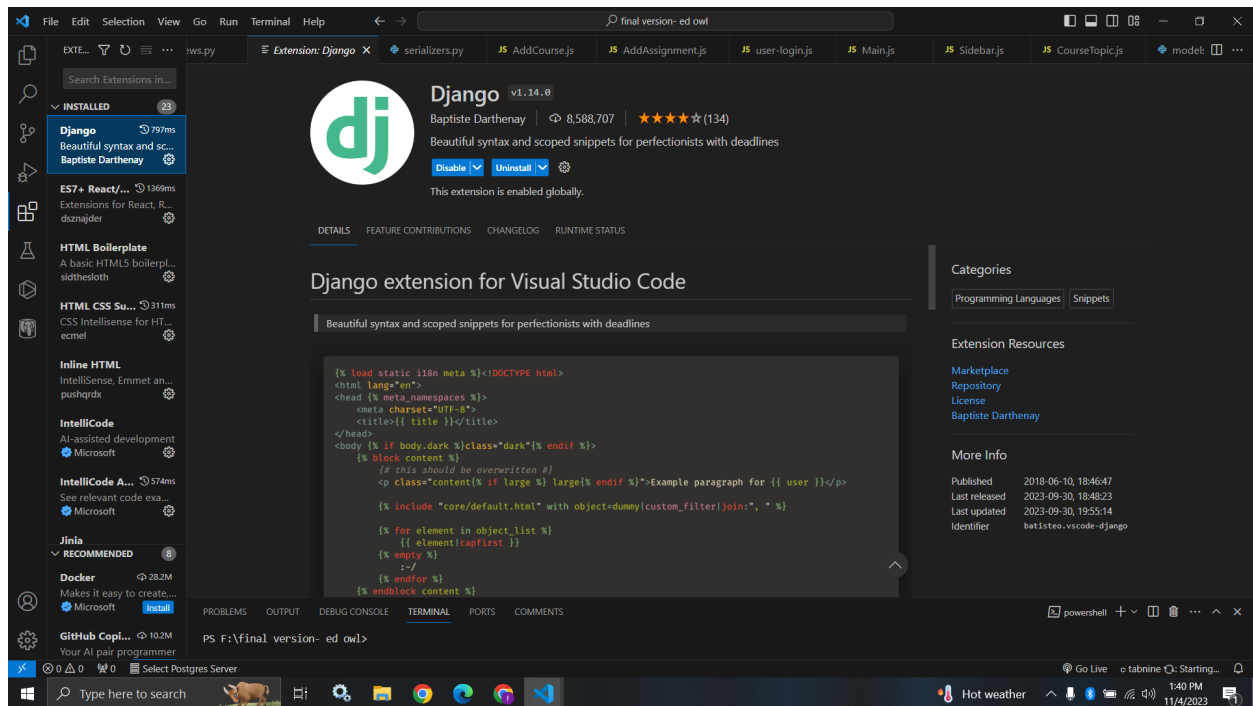 File Edit Selection View Go Run Terminal Help
final version- ed owl
EXTE...
ews.py
Extension: Django
serializers.py
JS AddCourse.js
JS AddAssignment.js
JS user-login.js
JS Main.js
JS Sidebar.js
JS CourseTopic.js
models
Search Extensions in...
INSTALLED 23
Django 797ms
Beautiful syntax and sc...
Baptiste Darthenay
ES7+ React/... 1369ms
Extensions for React, R...
dsznajder
HTML Boilerplate
A basic HTML5 boilerpl...
sidthesloth
HTML CSS Su... 311ms
CSS Intellisense for HT...
ecmel
Inline HTML
IntelliSense, Emmet an...
pushqrdx
IntelliCode
AI-assisted development
Microsoft
IntelliCode A... 574ms
See relevant code exa...
Microsoft
Jinja
RECOMMENDED 8
Docker 28.2M
Makes it easy to create,...
Microsoft Install
GitHub Copi... 10.2M
Your AI pair programmer
dj
Django v1.14.0
Baptiste Darthenay 8,588,707 (134)
Beautiful syntax and scoped snippets for perfectionists with deadlines
Disable Uninstall
This extension is enabled globally.
DETAILS FEATURE CONTRIBUTIONS CHANGELOG RUNTIME STATUS
Django extension for Visual Studio Code
Beautiful syntax and scoped snippets for perfectionists with deadlines
{% load static i18n meta %}<!DOCTYPE html>
<html lang="en">
<head {% meta_namespaces %}>
<meta charset="UTF-8">
<title>{{ title }}</title>
</head>
<body {% if body.dark %}class="dark"{% endif %}>
{% block content %}
{# this should be overwritten #}
<p class="content{% if large %} large{% endif %}">Example paragraph for {{ user }}</p>
{% include "core/default.html" with object=dummy|custom_filter|join:", " %}
{% for element in object_list %}
{{ element|capfirst }}
{% empty %}
:-/
{% endfor %}
{% endblock content %}
Categories
Programming Languages Snippets
Extension Resources
Marketplace
Repository
License
Baptiste Darthenay
More Info
Published 2018-06-10, 18:46:47
Last released 2023-09-30, 18:48:23
Last updated 2023-09-30, 19:55:14
Identifier batisteo.vscode-django
PROBLEMS OUTPUT DEBUG CONSOLE TERMINAL PORTS COMMENTS
powershell
PS F:\final version- ed owl>
0 0 0 Select Postgres Server
Go Live tabnine: Starting...
Type here to search
Hot weather
1:40 PM
11/4/2023
1